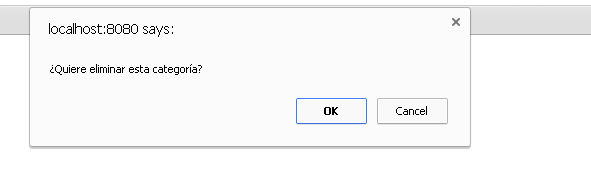 localhost:8080 says:
¿Quiere eliminar esta categoría?
OK Cancel